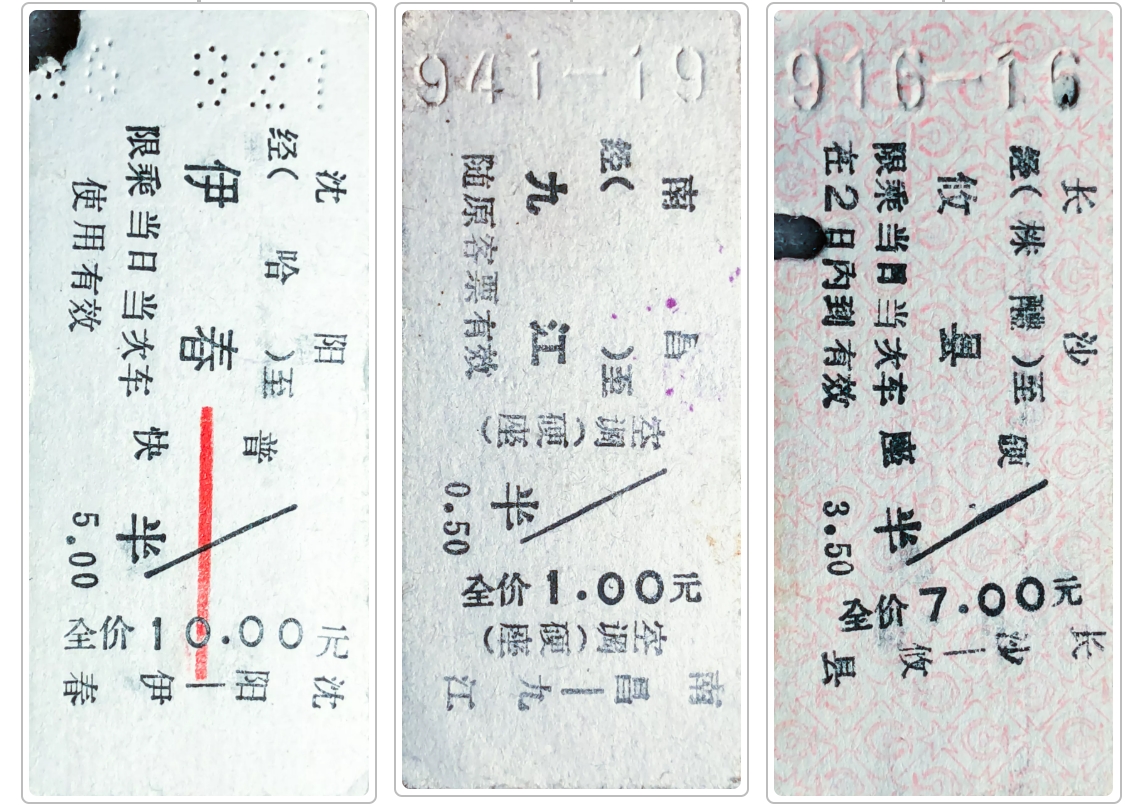 沈 阳
经( 哈 )至 普
伊 春
限乘当日当次车 快
使用有效
半
5.00
全价10.00元
沈阳—伊春
941-19
南 昌
经( )至
九 江
随原客票有效
空调(硬座)
半
0.50
全价1.00元
空调(硬座)
南昌—九江
916-16
长 沙
经( 株 醴 )至 硬
攸 县
限乘当日当次车 座
在2日内到有效
半
3.50
全价7.00元
长沙—攸县